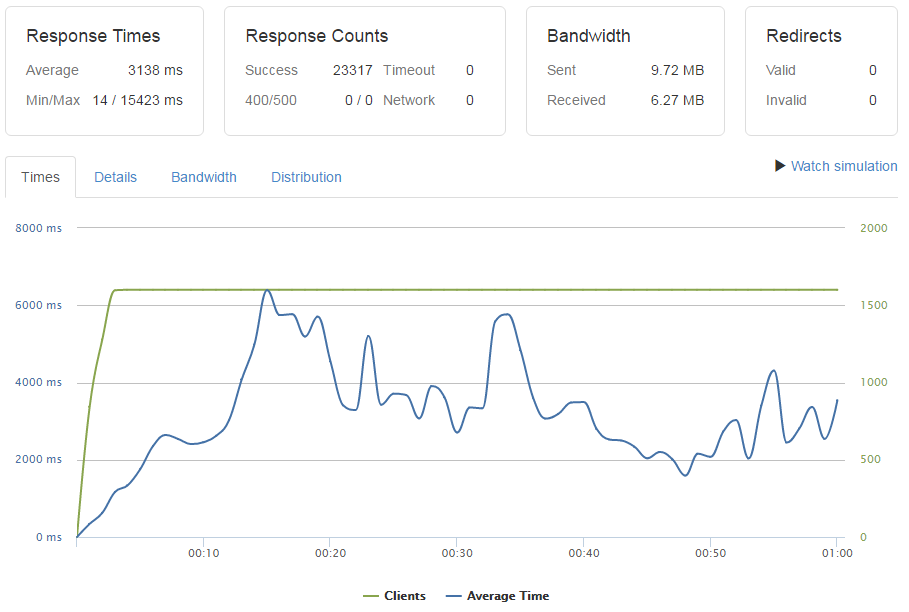 Response Times
Average 3138 ms
Min/Max 14 / 15423 ms
Response Counts
Success 23317 Timeout 0
400/500 0 / 0 Network 0
Bandwidth
Sent 9.72 MB
Received 6.27 MB
Redirects
Valid 0
Invalid 0
Times Details Bandwidth Distribution
Watch simulation
8000 ms 2000
6000 ms 1500
4000 ms 1000
2000 ms 500
0 ms 0
00:10 00:20 00:30 00:40 00:50 01:00
Clients Average Time